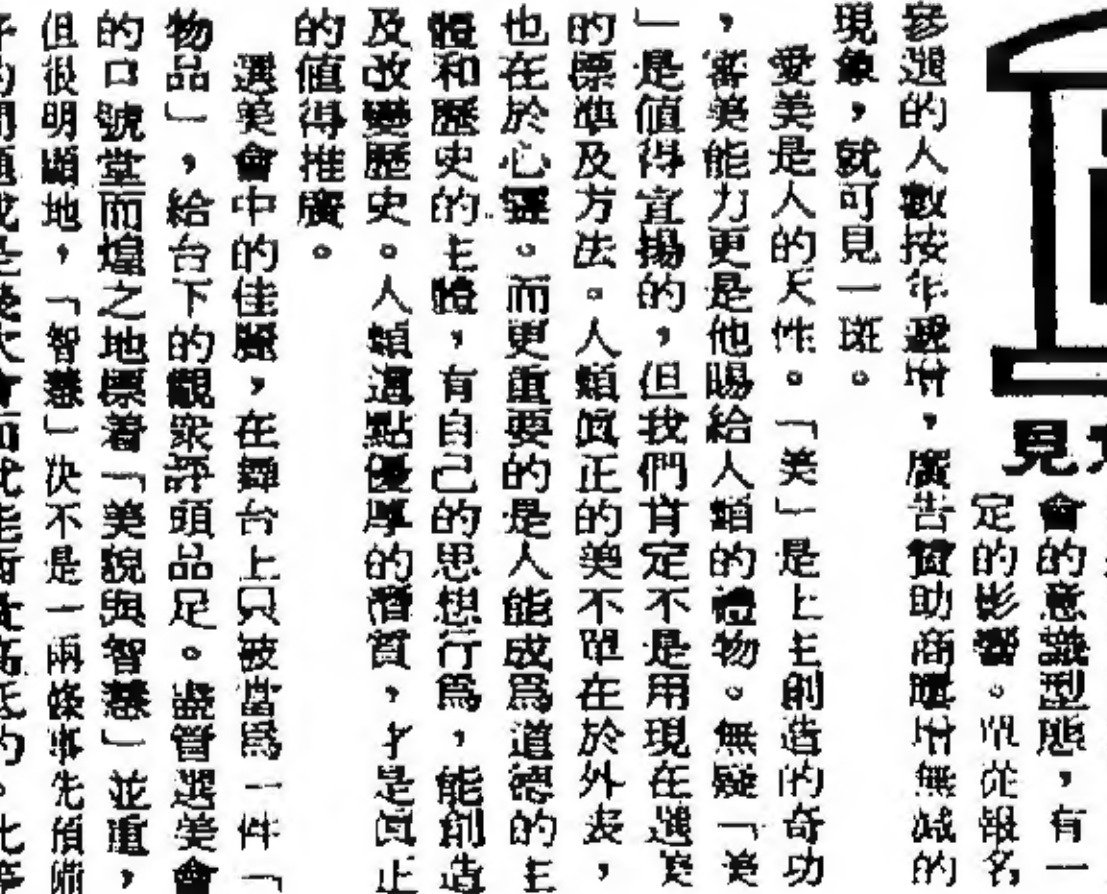 見
會的意識型態，有一
定的影響。單從報名
參選的人數按年遞增，廣告贊助商有增無減的
現象，就可見一斑。
愛美是人的天性。「美」是上主創造的奇功
，審美能力更是他賜給人類的禮物。無疑「美
」是值得宣揚的，但我們肯定不是用現在選美
的標準及方法。人類眞正的美不單在於外表，
也在於心靈。而更重要的是人能成爲道德的主
體和歷史的主體，有自己的思想行爲，能創造
及改變歷史。人類這點優厚的潛質，才是眞正
的値得推廣。
選美會中的佳麗，在舞台上只被當爲一件「
物品」，給台下的觀眾評頭品足。盡管選美會
的口號堂而煌之地標着「美貌與智慧」並重，
但很明顯地，「智慧」決不是一兩條事先預備